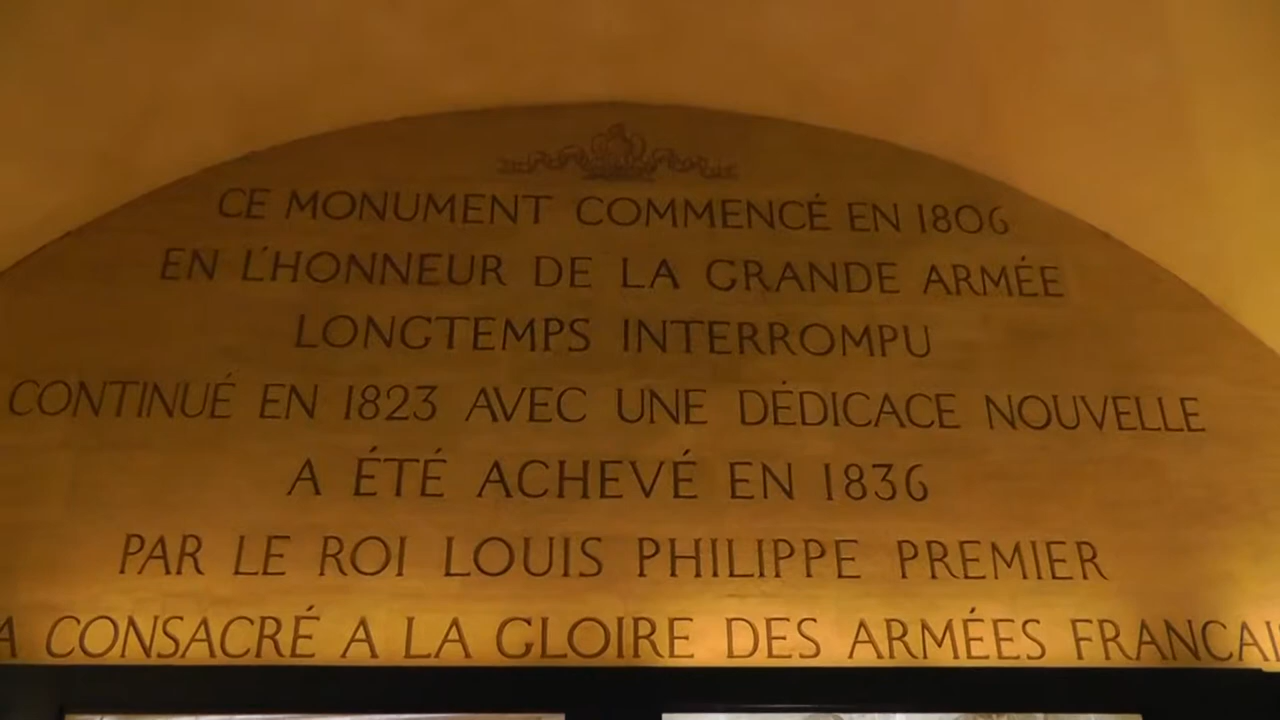 CE MONUMENT COMMENCÉ EN 1806
EN L'HONNEUR DE LA GRANDE ARMÉE
LONGTEMPS INTERROMPU
CONTINUÉ EN 1823 AVEC UNE DÉDICACE NOUVELLE
A ÉTÉ ACHEVÉ EN 1836
PAR LE ROI LOUIS PHILIPPE PREMIER
CONSACRÉ A LA GLOIRE DES ARMÉES